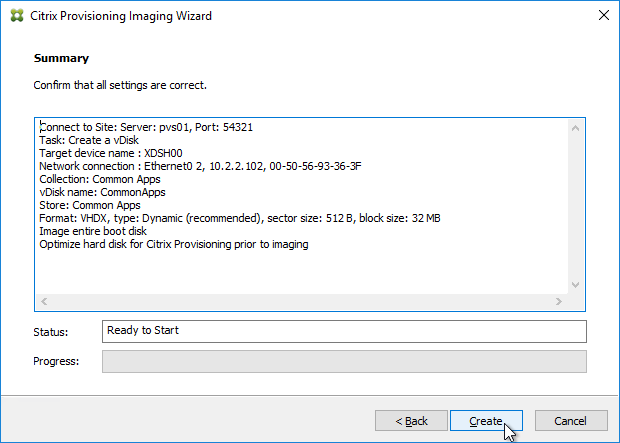 Citrix Provisioning Imaging Wizard
Summary
Confirm that all settings are correct.
Connect to Site: Server: pvs01, Port: 54321
Task: Create a vDisk
Target device name : XDSH00
Network connection : Ethernet0 2, 10.2.2.102, 00-50-56-93-36-3F
Collection: Common Apps
vDisk name: CommonApps
Store: Common Apps
Format: VHDX, type: Dynamic (recommended), sector size: 512 B, block size: 32 MB
Image entire boot disk
Optimize hard disk for Citrix Provisioning prior to imaging
Status: Ready to Start
Progress:
< Back Create Cancel